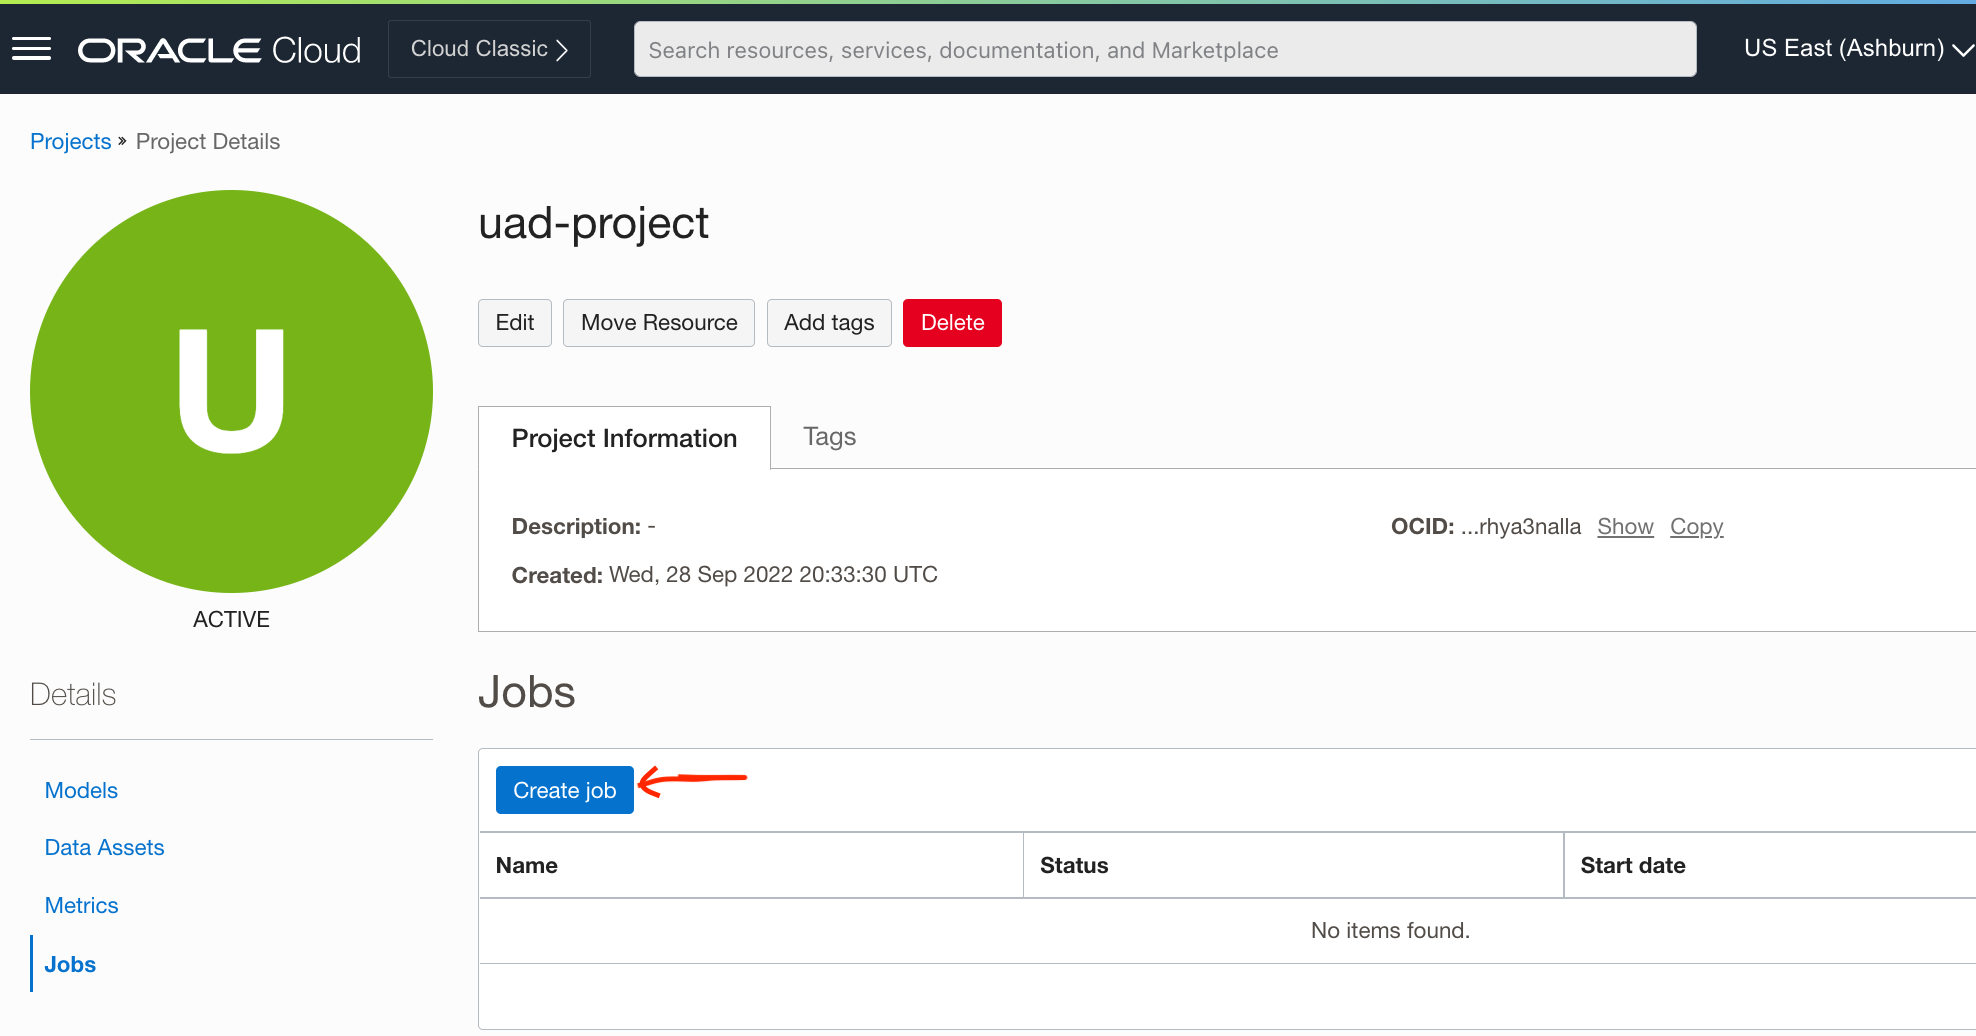 ORACLE Cloud
Cloud Classic
Search resources, services, documentation, and Marketplace
US East (Ashburn)
Projects » Project Details
U
ACTIVE
uad-project
Edit
Move Resource
Add tags
Delete
Project Information
Tags
Description: -
OCID: ...rhya3nalla Show Copy
Created: Wed, 28 Sep 2022 20:33:30 UTC
Details
Models
Data Assets
Metrics
Jobs
Jobs
Create job
Name
Status
Start date
No items found.